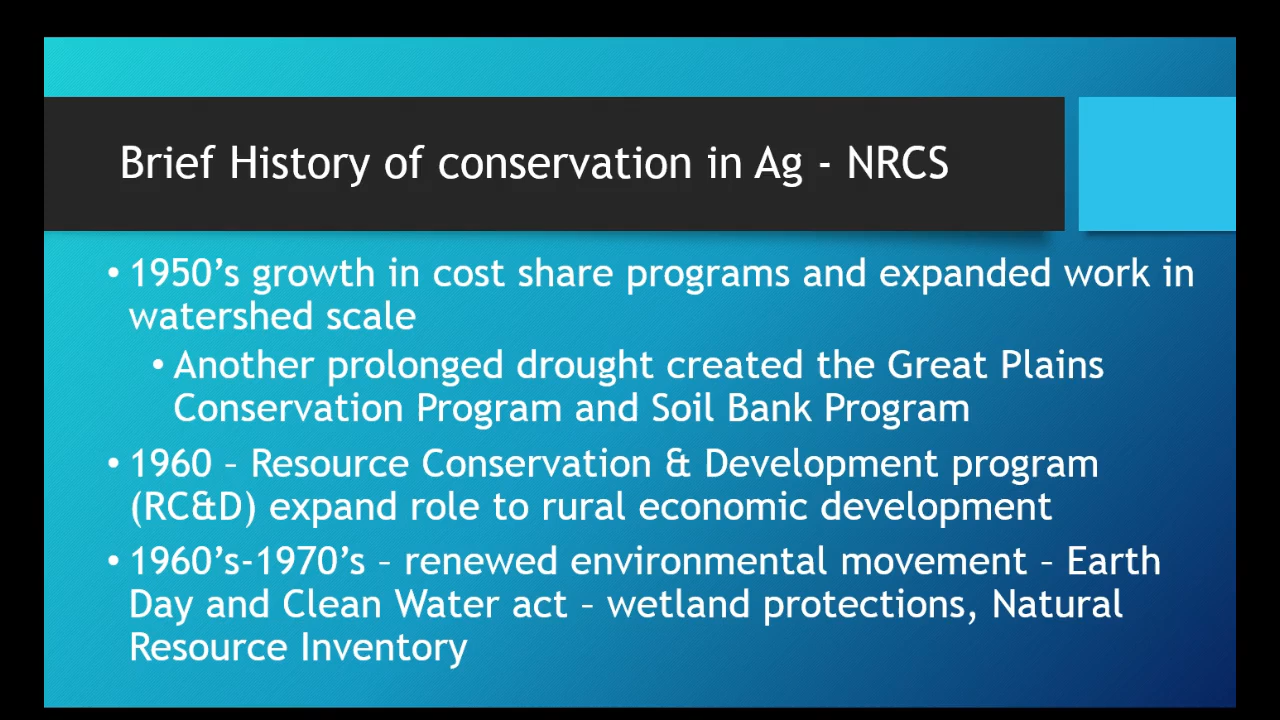 Brief History of conservation in Ag - NRCS
• 1950’s growth in cost share programs and expanded work in
watershed scale
• Another prolonged drought created the Great Plains
Conservation Program and Soil Bank Program
• 1960 – Resource Conservation & Development program
(RC&D) expand role to rural economic development
• 1960’s-1970’s – renewed environmental movement – Earth
Day and Clean Water act – wetland protections, Natural
Resource Inventory